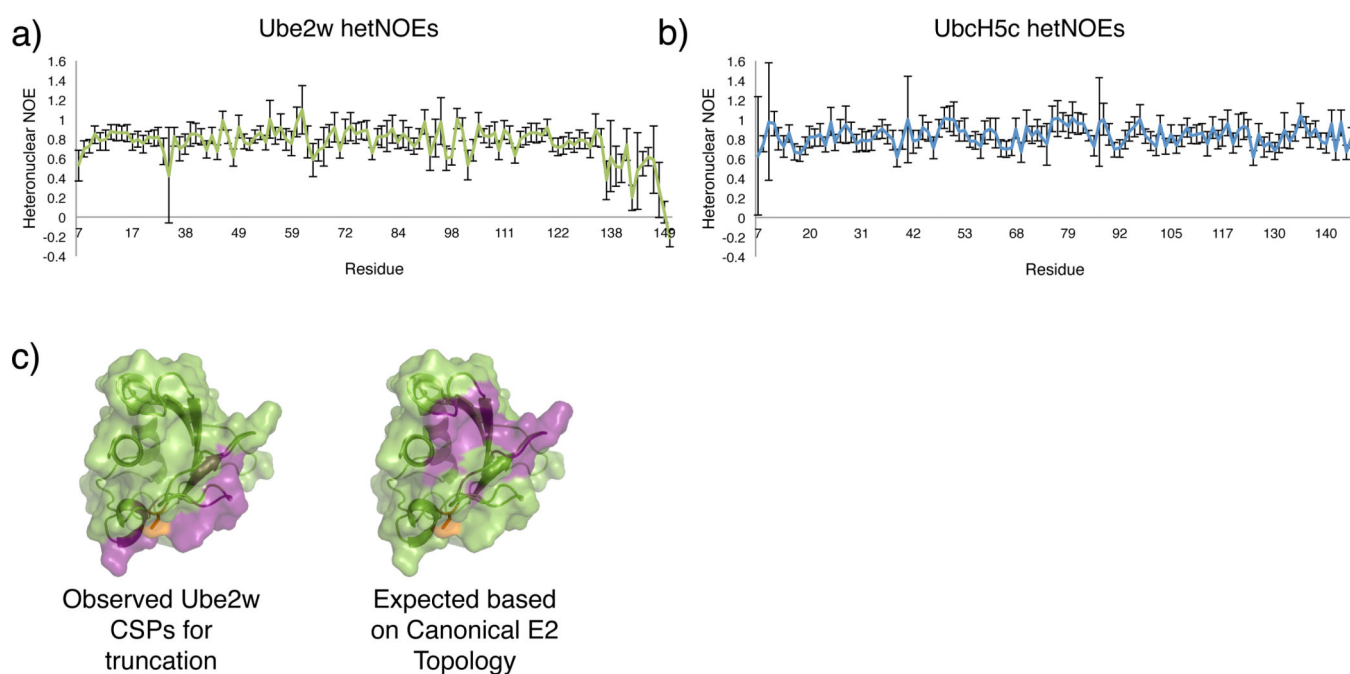 a)
Ube2w hetNOEs
Heteronuclear NOE
1.6
1.4
1.2
1
0.8
0.6
0.4
0.2
0
-0.2
-0.4
7 17 38 49 59 72 84 98 111 122 138 149
Residue
b)
UbcH5c hetNOEs
Heteronuclear NOE
1.6
1.4
1.2
1
0.8
0.6
0.4
0.2
0
-0.2
-0.4
7 20 31 42 53 68 79 92 105 117 130 140
Residue
c)
Observed Ube2w
CSPs for
truncation
Expected based
on Canonical E2
Topology